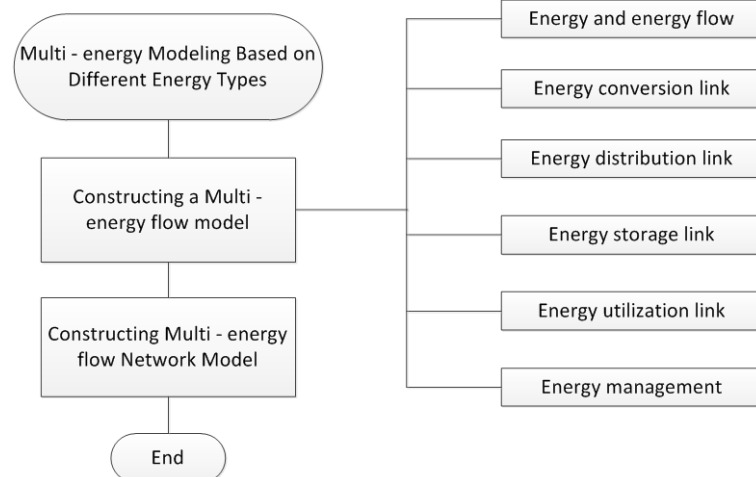 Multi - energy Modeling Based on
Different Energy Types
Constructing a Multi -
energy flow model
Constructing Multi - energy
flow Network Model
End
Energy and energy flow
Energy conversion link
Energy distribution link
Energy storage link
Energy utilization link
Energy management